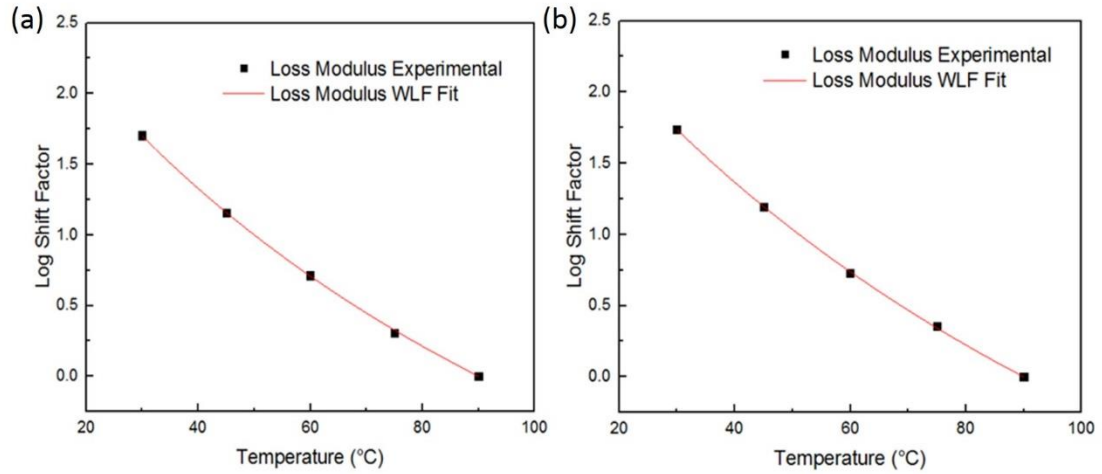 (a)
2.5
2.0
1.5
1.0
0.5
0.0
Log Shift Factor
Loss Modulus Experimental
Loss Modulus WLF Fit
20
40
60
80
100
Temperature (°C)
(b)
2.5
2.0
1.5
1.0
0.5
0.0
Log Shift Factor
Loss Modulus Experimental
Loss Modulus WLF Fit
20
40
60
80
100
Temperature (°C)